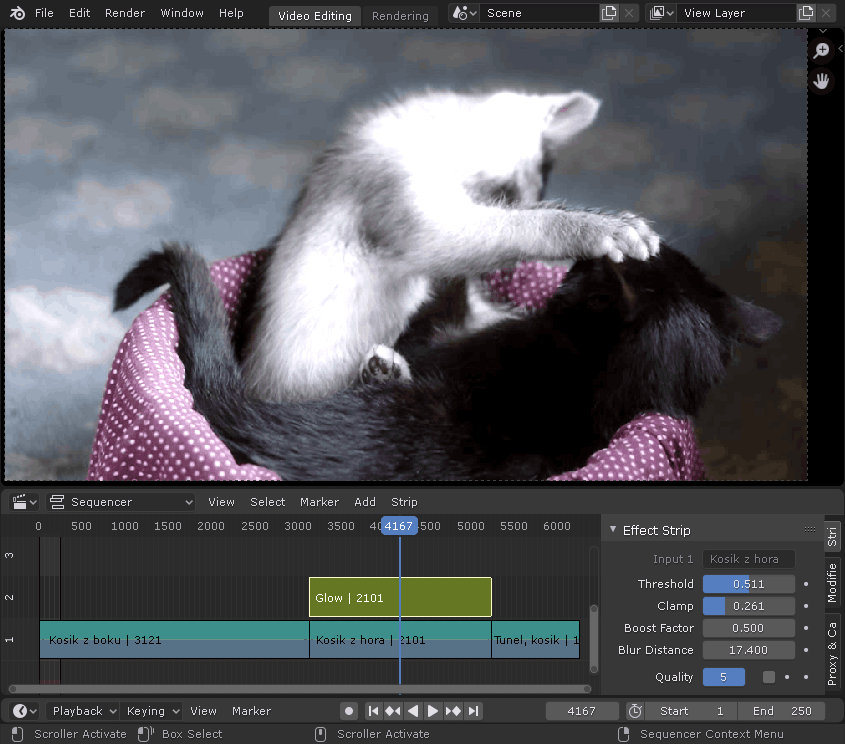 File Edit Render Window Help Video Editing Rendering Scene View Layer
Sequencer View Select Marker Add Strip
0 500 1000 1500 2000 2500 3000 3500 4167 5000 5500 6000
Effect Strip
Input 1 Kosik z hora
Threshold 0.511
Clamp 0.261
Boost Factor 0.500
Blur Distance 17.400
Quality 5
Stri
Modifie
Proxy & Ca
3
2
Glow | 2101
1
Kosik z boku | 3121 Kosik z hora | 2101 Tunel, kosik | 1
Playback Keying View Marker 4167 Start 1 End 250
Scroller Activate Box Select Scroller Activate Sequencer Context Menu